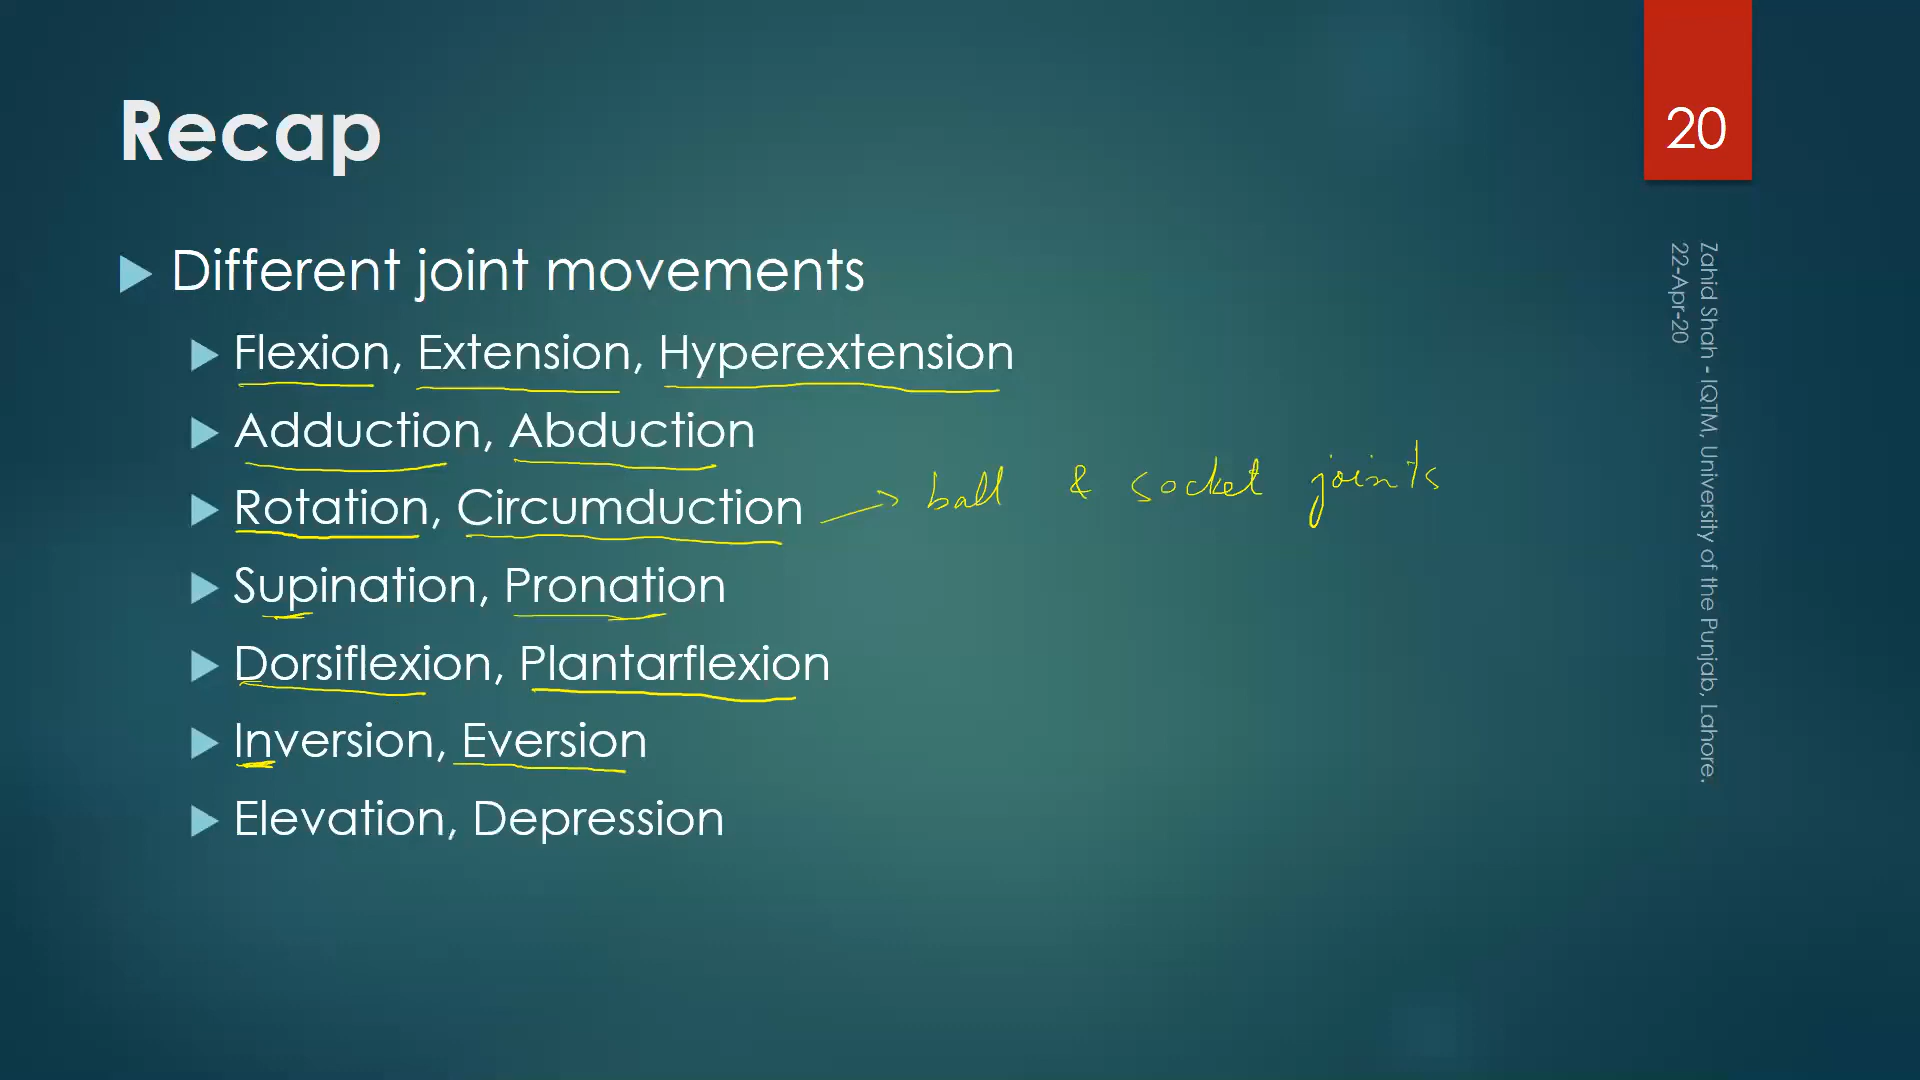 Recap
20
Different joint movements
Flexion, Extension, Hyperextension
Adduction, Abduction
Rotation, Circumduction → ball & socket joints
Supination, Pronation
Dorsiflexion, Plantarflexion
Inversion, Eversion
Elevation, Depression
Zahid Shah - IQTM, University of the Punjab, Lahore.
22-Apr-20